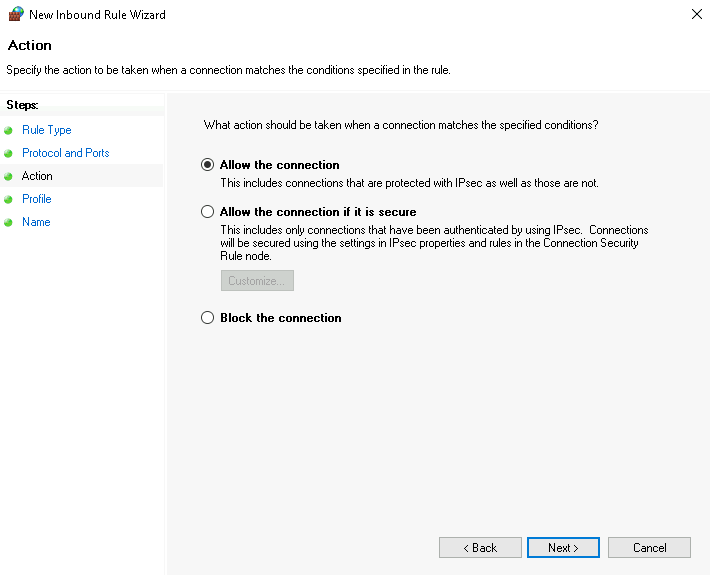 New Inbound Rule Wizard
Action
Specify the action to be taken when a connection matches the conditions specified in the rule.
Steps:
Rule Type
Protocol and Ports
Action
Profile
Name
What action should be taken when a connection matches the specified conditions?
Allow the connection
This includes connections that are protected with IPsec as well as those are not.
Allow the connection if it is secure
This includes only connections that have been authenticated by using IPsec. Connections
will be secured using the settings in IPsec properties and rules in the Connection Security
Rule node.
Customize...
Block the connection
< Back
Next >
Cancel